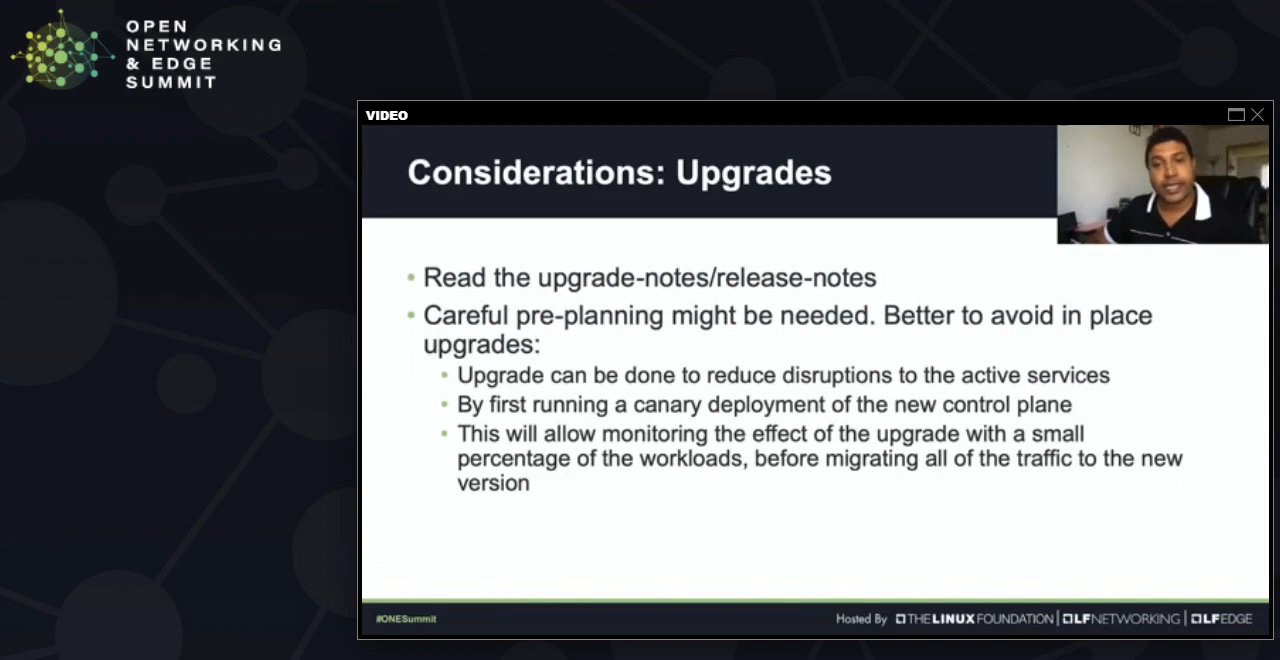 OPEN
NETWORKING
& EDGE
SUMMIT
VIDEO
Considerations: Upgrades
• Read the upgrade-notes/release-notes
• Careful pre-planning might be needed. Better to avoid in place
upgrades:
• Upgrade can be done to reduce disruptions to the active services
• By first running a canary deployment of the new control plane
• This will allow monitoring the effect of the upgrade with a small
percentage of the workloads, before migrating all of the traffic to the new
version
#ONESummit
Hosted By THE LINUX FOUNDATION | LF NETWORKING | LF EDGE